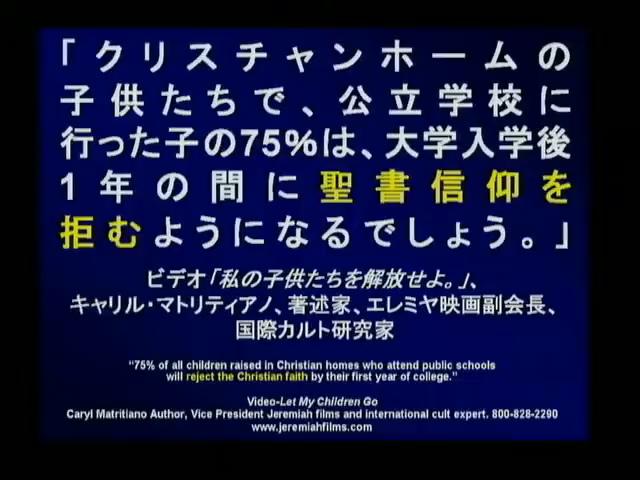 「クリスチャンホームの
子供たちで、公立学校に
行った子の75%は、大学入学後
1年の間に聖書信仰を
拒むようになるでしょう。」
ビデオ「私の子供たちを解放せよ。」、
キャリル・マトリティアノ、著述家、エレミヤ映画副会長、
国際カルト研究家
“75% of all children raised in Christian homes who attend public schools
will reject the Christian faith by their first year of college.”
Video-Let My Children Go
Caryl Matritiano Author, Vice President Jeremiah films and international cult expert. 800-828-2290
www.jeremiahfilms.com